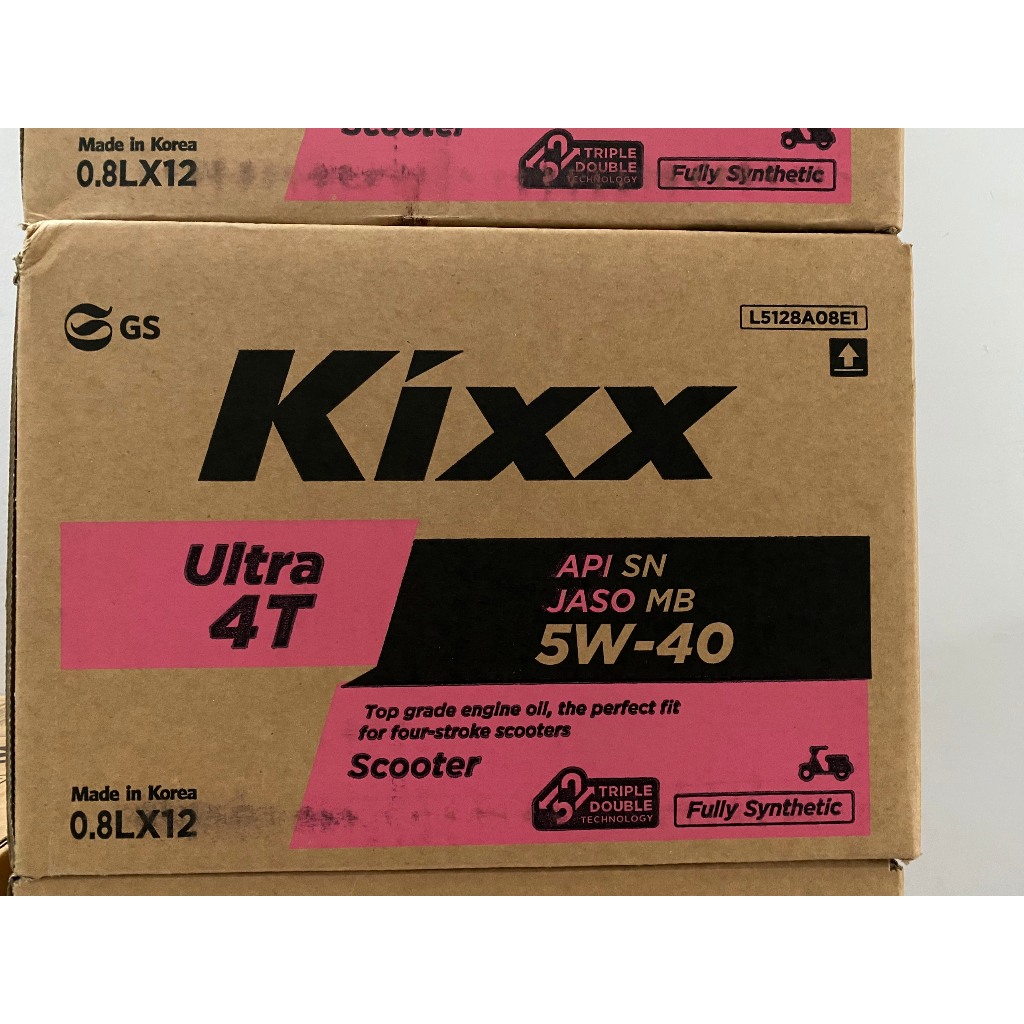 Scooter
Made in Korea
0.8LX12
TRIPLE
DOUBLE
TECHNOLOGY
Fully Synthetic
GS
L5128A08E1
Kixx
Ultra
4T
API SN
JASO MB
5W-40
Top grade engine oil, the perfect fit
for four-stroke scooters
Scooter
Made in Korea
0.8LX12
TRIPLE
DOUBLE
TECHNOLOGY
Fully Synthetic